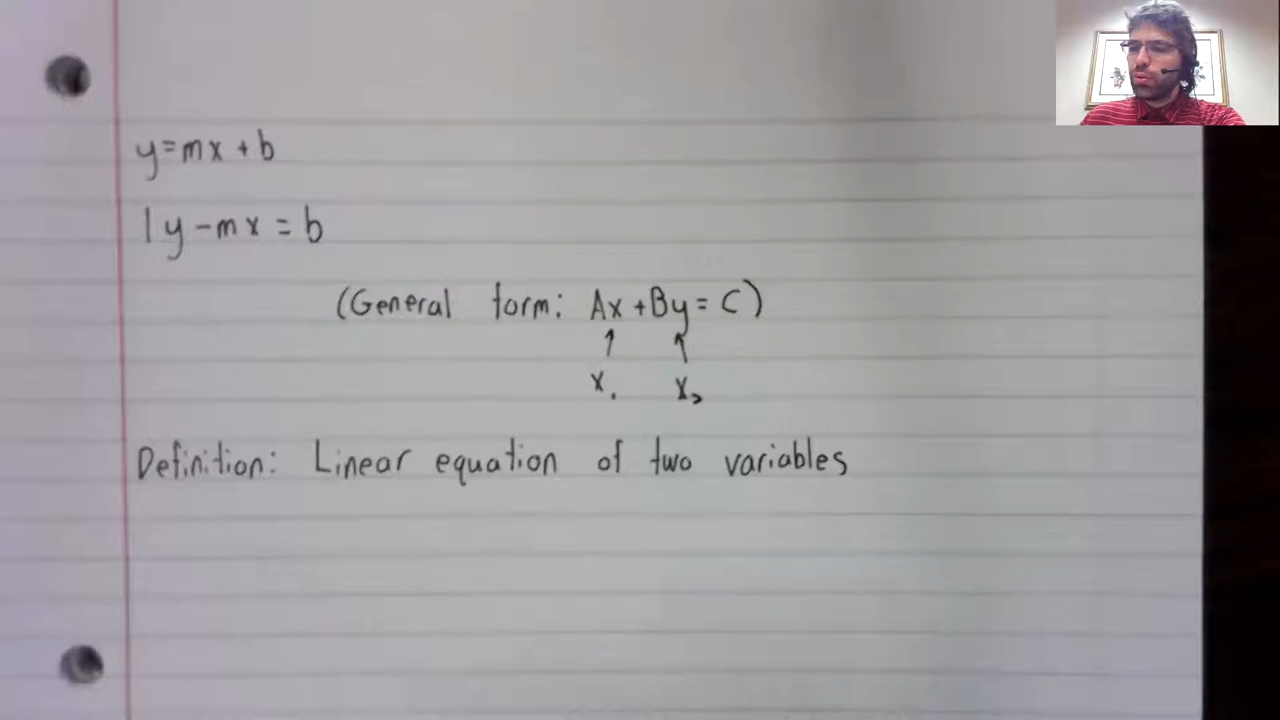 y=mx+b
1y-mx=b
(General form: Ax+By=C)
↑ ↑
x₁ x₂
Definition: Linear equation of two variables